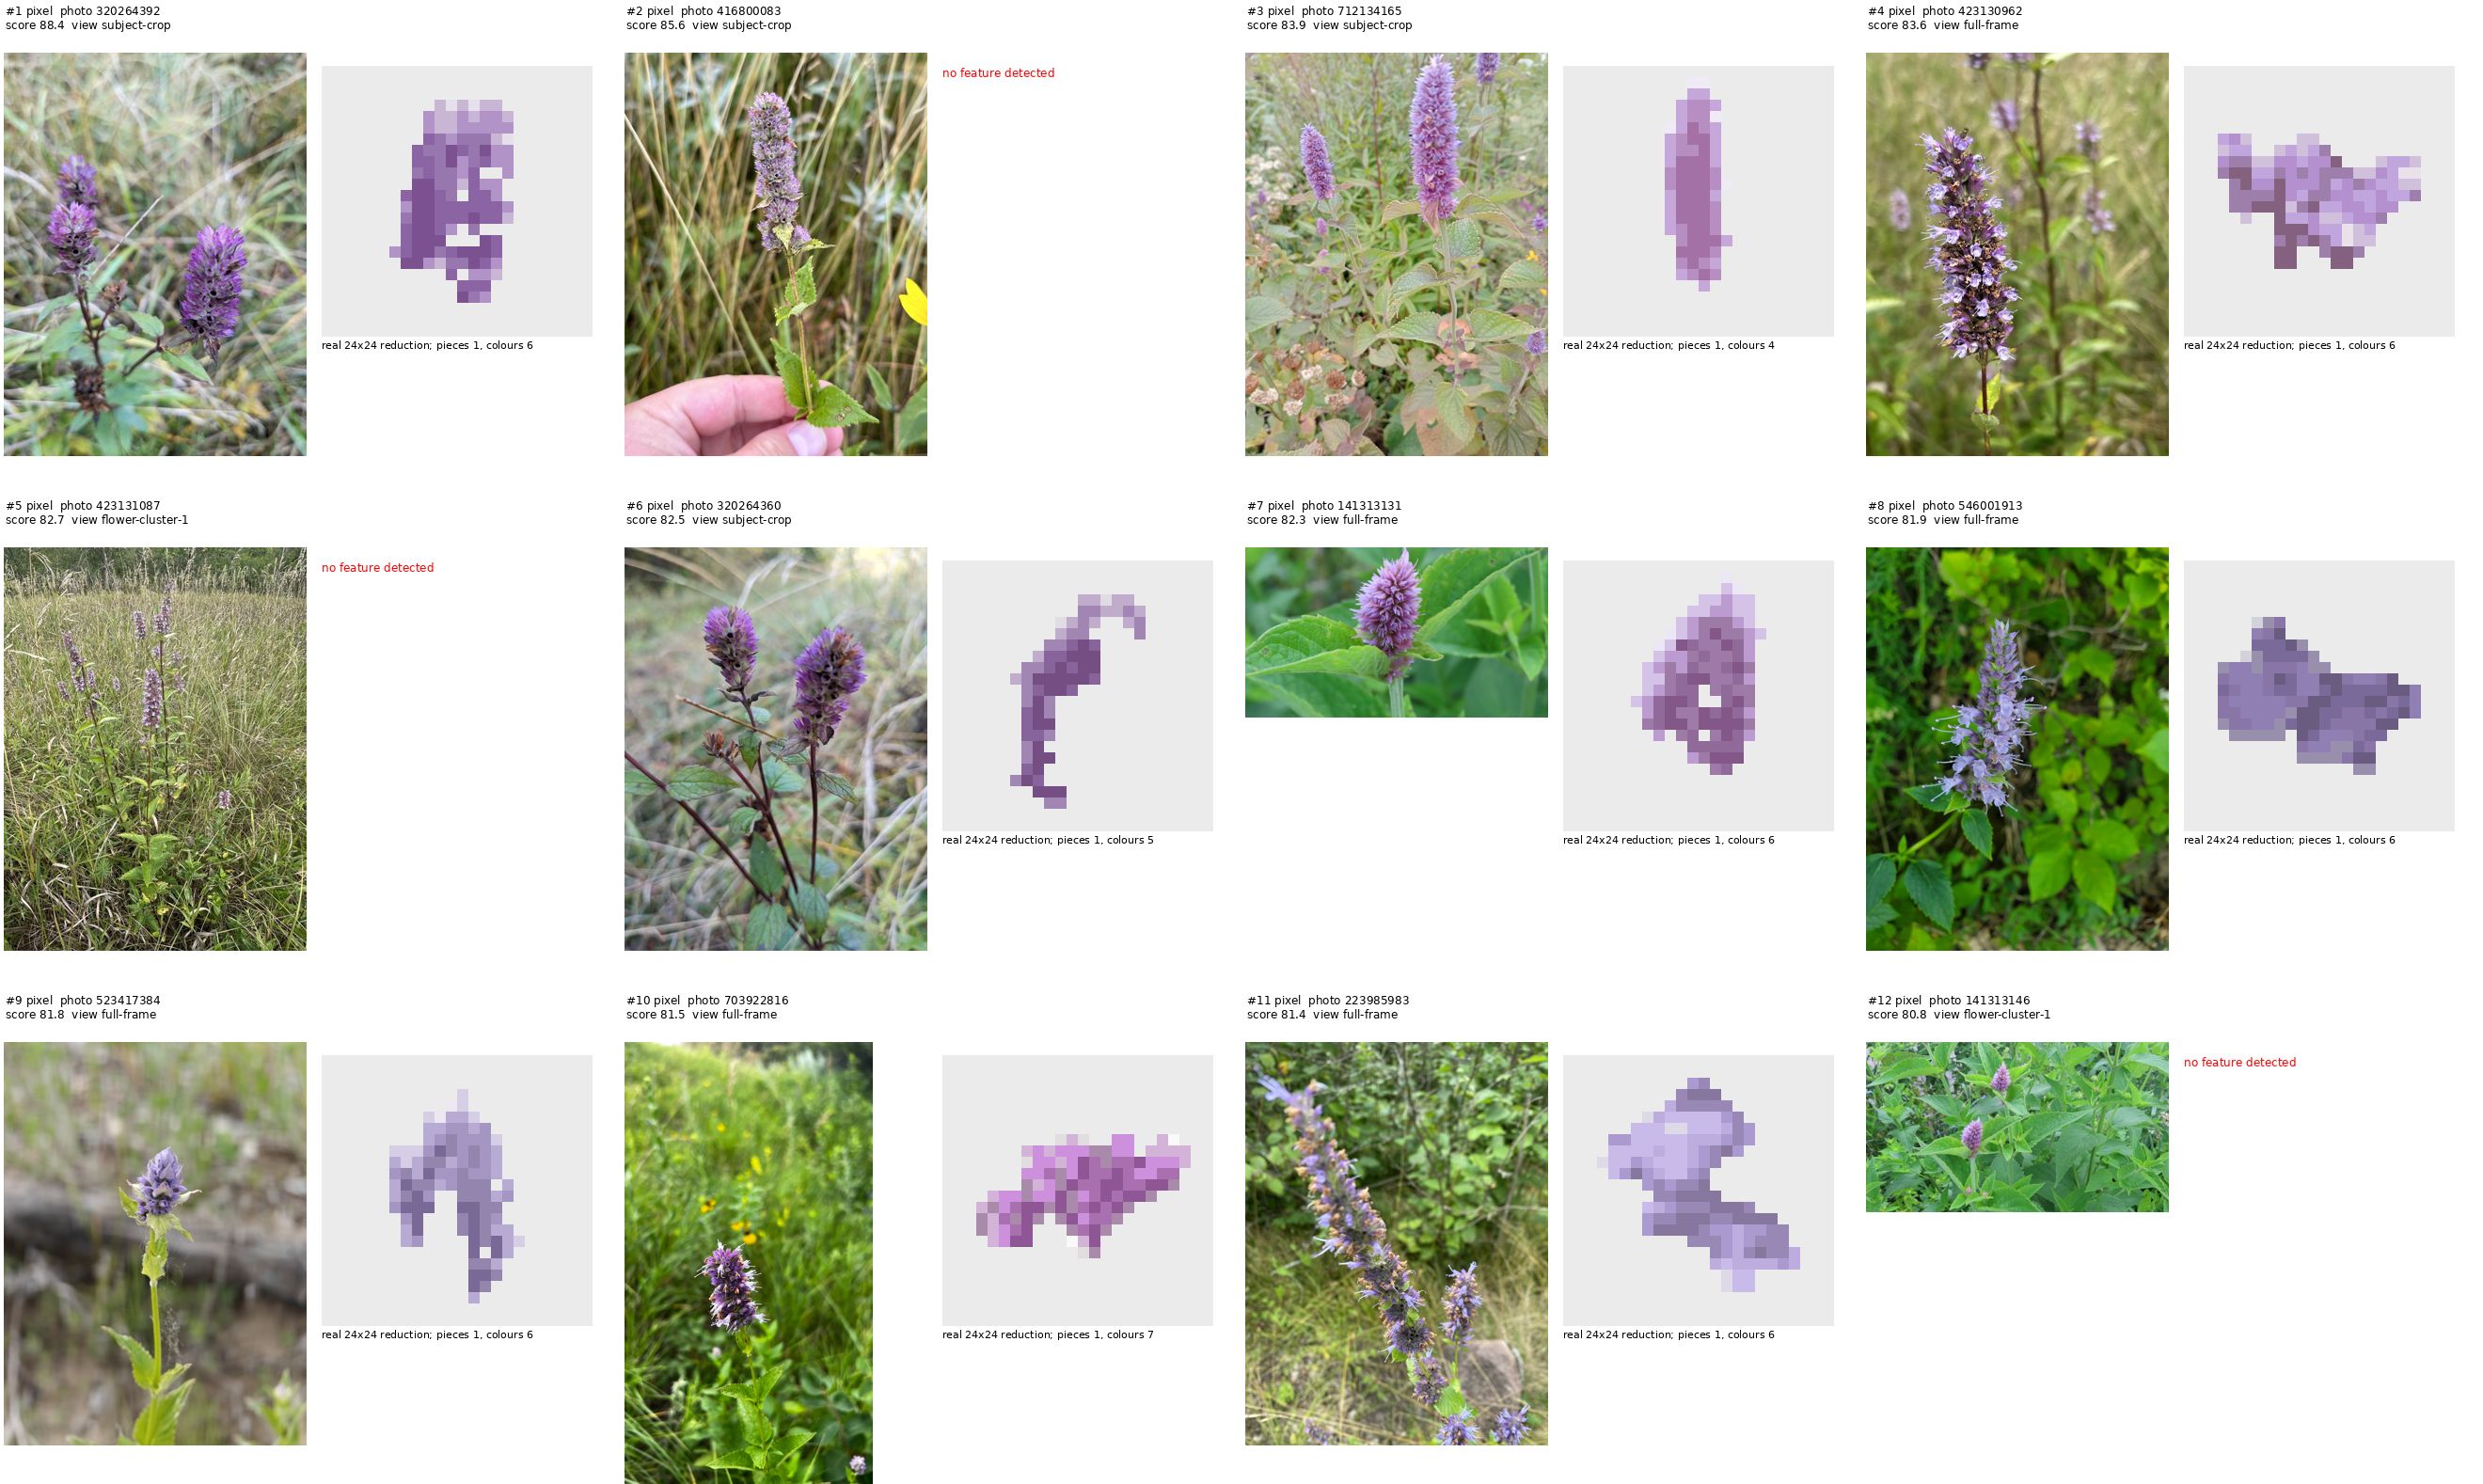 #1 pixel  photo 320264392
score 88.4  view subject-crop
real 24x24 reduction; pieces 1, colours 6
#2 pixel  photo 416800083
score 85.6  view subject-crop
no feature detected
#3 pixel  photo 712134165
score 83.9  view subject-crop
real 24x24 reduction; pieces 1, colours 4
#4 pixel  photo 423130962
score 83.6  view full-frame
real 24x24 reduction; pieces 1, colours 6
#5 pixel  photo 423131087
score 82.7  view flower-cluster-1
no feature detected
#6 pixel  photo 320264360
score 82.5  view subject-crop
real 24x24 reduction; pieces 1, colours 5
#7 pixel  photo 141313131
score 82.3  view full-frame
real 24x24 reduction; pieces 1, colours 6
#8 pixel  photo 546001913
score 81.9  view full-frame
real 24x24 reduction; pieces 1, colours 6
#9 pixel  photo 523417384
score 81.8  view full-frame
real 24x24 reduction; pieces 1, colours 6
#10 pixel  photo 703922816
score 81.5  view full-frame
real 24x24 reduction; pieces 1, colours 7
#11 pixel  photo 223985983
score 81.4  view full-frame
real 24x24 reduction; pieces 1, colours 6
#12 pixel  photo 141313146
score 80.8  view flower-cluster-1
no feature detected